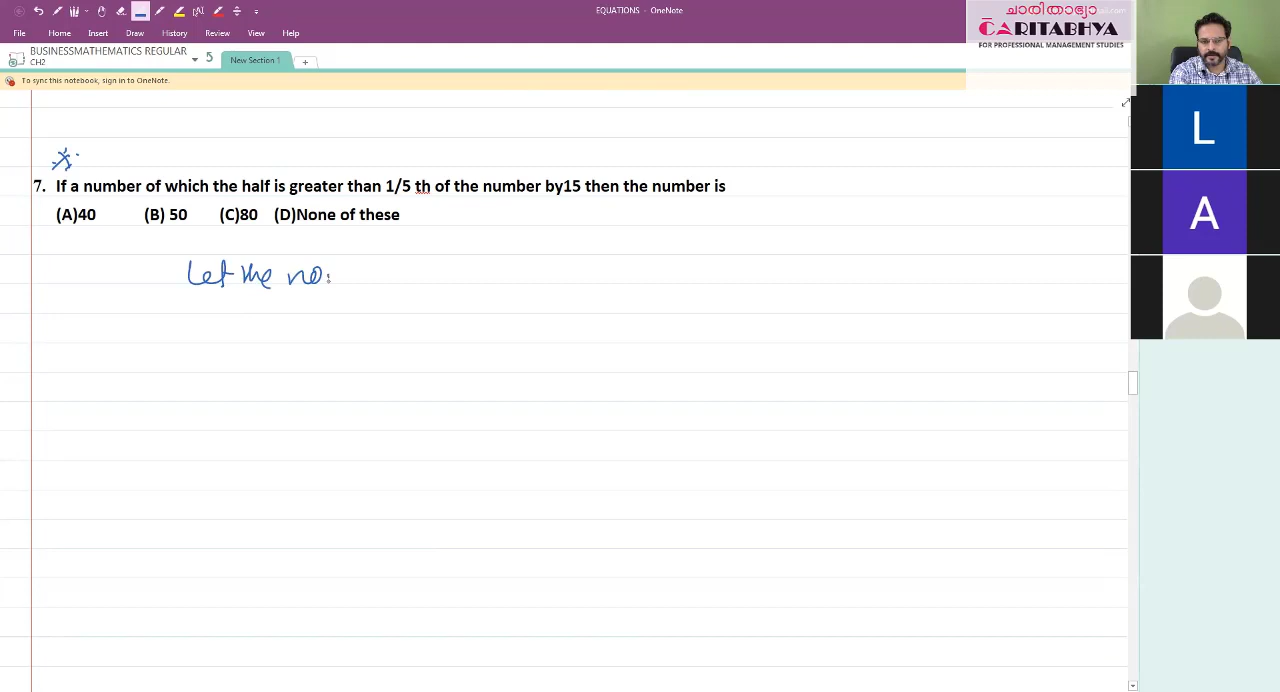 EQUATIONS - OneNote
ചാരിതാഭ്യാ
CARITABHYA
FOR PROFESSIONAL MANAGEMENT STUDIES
File Home Insert Draw History Review View Help
BUSINESSMATHEMATICS REGULAR
CH2
New Section 1
To sync this notebook, sign in to OneNote.
7. If a number of which the half is greater than 1/5 th of the number by15 then the number is
(A)40 (B) 50 (C)80 (D)None of these
Let the no:
L
A